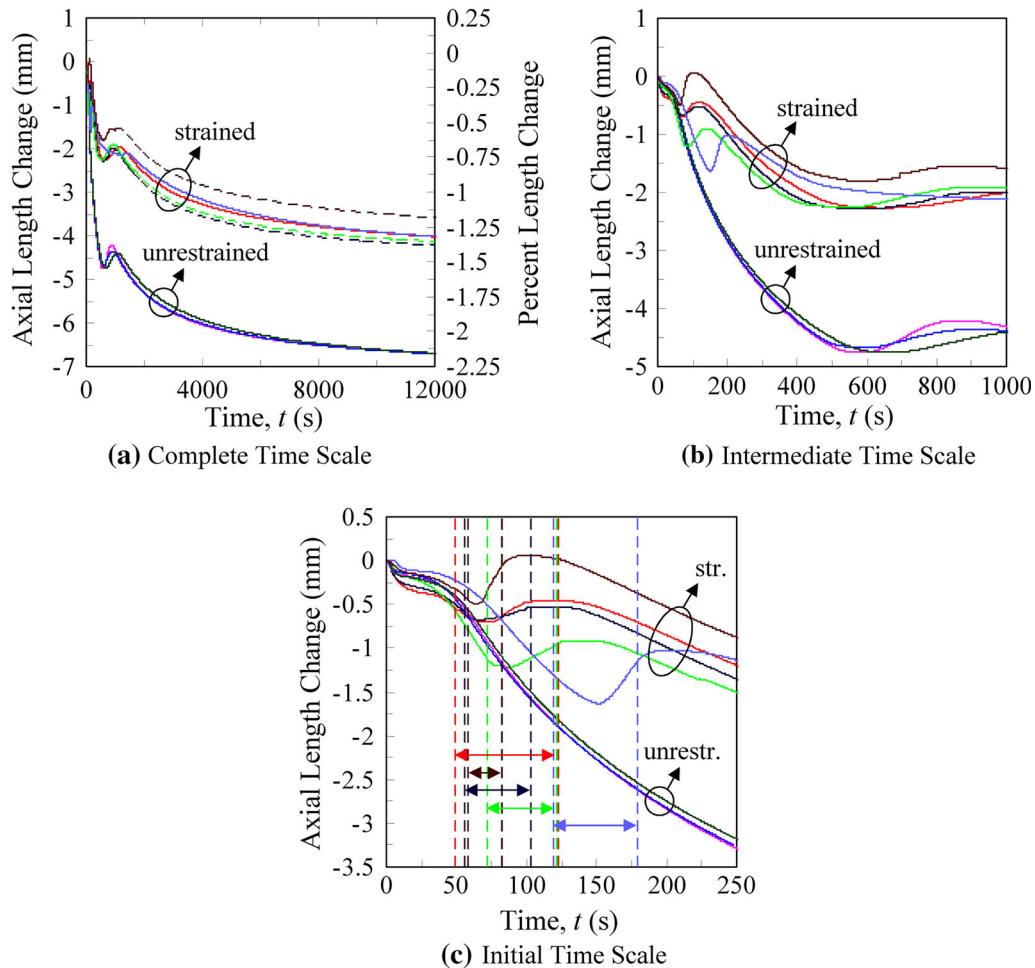 1
0
-1
-2
-3
-4
-5
-6
-7
Axial Length Change (mm)
0.25
0
-0.25
-0.5
-0.75
-1
-1.25
-1.5
-1.75
-2
-2.25
Percent Length Change
strained
unrestrained
0 4000 8000 12000
Time, t (s)
(a) Complete Time Scale
1
0
-1
-2
-3
-4
-5
Axial Length Change (mm)
strained
unrestrained
0 200 400 600 800 1000
Time, t (s)
(b) Intermediate Time Scale
0.5
0
-0.5
-1
-1.5
-2
-2.5
-3
-3.5
Axial Length Change (mm)
str.
unrestr.
0 50 100 150 200 250
Time, t (s)
(c) Initial Time Scale